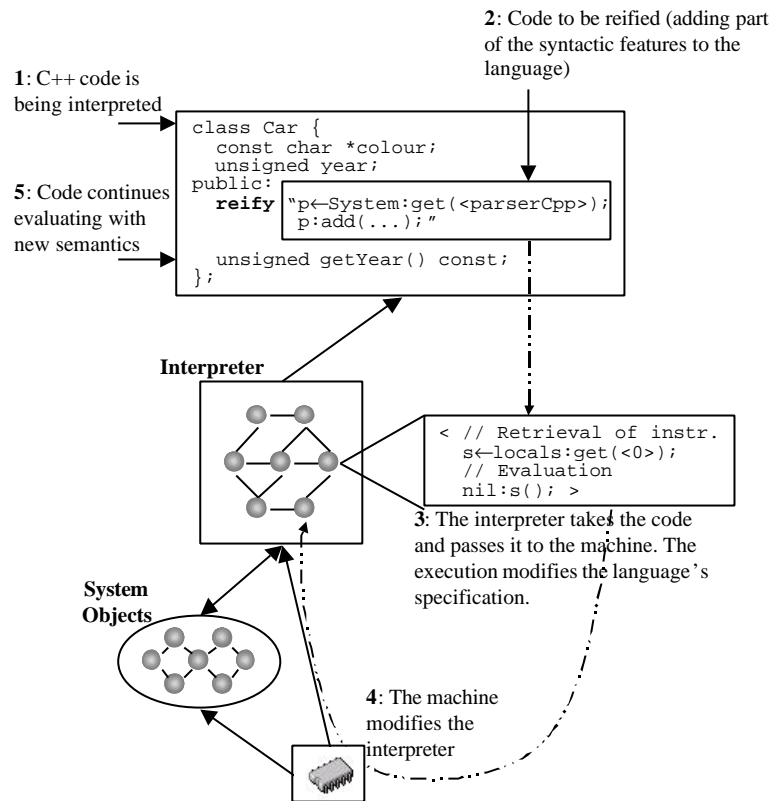 2: Code to be reified (adding part
of the syntactic features to the
language)
1: C++ code is
being interpreted
class Car {
const char *colour;
unsigned year;
public:
reify “p←System:get(<parserCpp>);
p:add(...);”
5: Code continues
evaluating with
new semantics
unsigned getYear() const;
};
Interpreter
< // Retrieval of instr.
s←locals:get(<0>);
// Evaluation
nil:s(); >
3: The interpreter takes the code
and passes it to the machine. The
execution modifies the language’s
specification.
System
Objects
4: The machine
modifies the
interpreter